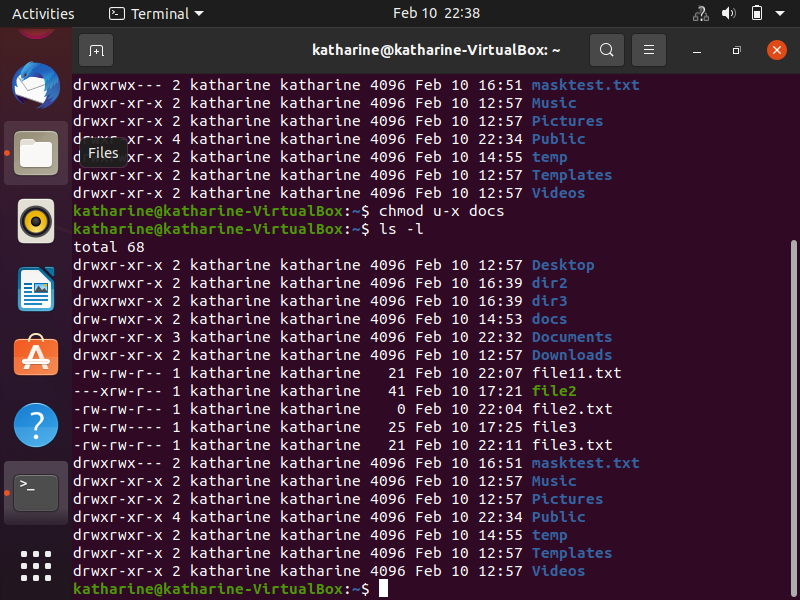 Activities Terminal Feb 10 22:38
katharine@katharine-VirtualBox: ~
drwxrwx--- 2 katharine katharine 4096 Feb 10 16:51 masktest.txt
drwxr-xr-x 2 katharine katharine 4096 Feb 10 12:57 Music
drwxr-xr-x 2 katharine katharine 4096 Feb 10 12:57 Pictures
drwxr-xr-x 4 katharine katharine 4096 Feb 10 22:34 Public
Files xr-x 2 katharine katharine 4096 Feb 10 14:55 temp
drwxr-xr-x 2 katharine katharine 4096 Feb 10 12:57 Templates
drwxr-xr-x 2 katharine katharine 4096 Feb 10 12:57 Videos
katharine@katharine-VirtualBox:~$ chmod u-x docs
katharine@katharine-VirtualBox:~$ ls -l
total 68
drwxr-xr-x 2 katharine katharine 4096 Feb 10 12:57 Desktop
drwxrwxr-x 2 katharine katharine 4096 Feb 10 16:39 dir2
drwxrwxr-x 2 katharine katharine 4096 Feb 10 16:39 dir3
drw-rwxr-x 2 katharine katharine 4096 Feb 10 14:53 docs
drwxr-xr-x 3 katharine katharine 4096 Feb 10 22:32 Documents
drwxr-xr-x 2 katharine katharine 4096 Feb 10 12:57 Downloads
-rw-rw-r-- 1 katharine katharine 21 Feb 10 22:07 file11.txt
---xrw-r-- 1 katharine katharine 41 Feb 10 17:21 file2
-rw-rw-r-- 1 katharine katharine 0 Feb 10 22:04 file2.txt
-rw-rw---- 1 katharine katharine 25 Feb 10 17:25 file3
-rw-rw-r-- 1 katharine katharine 21 Feb 10 22:11 file3.txt
drwxrwx--- 2 katharine katharine 4096 Feb 10 16:51 masktest.txt
drwxr-xr-x 2 katharine katharine 4096 Feb 10 12:57 Music
drwxr-xr-x 2 katharine katharine 4096 Feb 10 12:57 Pictures
drwxr-xr-x 4 katharine katharine 4096 Feb 10 22:34 Public
drwxrwxr-x 2 katharine katharine 4096 Feb 10 14:55 temp
drwxr-xr-x 2 katharine katharine 4096 Feb 10 12:57 Templates
drwxr-xr-x 2 katharine katharine 4096 Feb 10 12:57 Videos
katharine@katharine-VirtualBox:~$